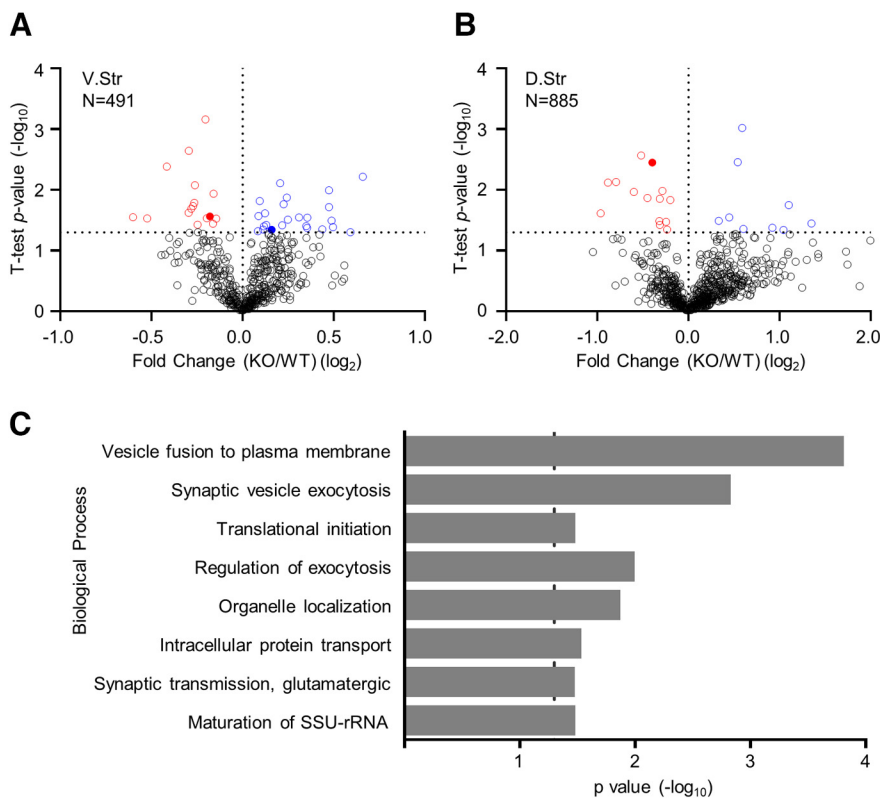 A
B
V.Str
N=491
D.Str
N=885
T-test p-value (-log10)
4
3
2
1
0
-1.0 -0.5 0.0 0.5 1.0
Fold Change (KO/WT) (log2)
T-test p-value (-log10)
4
3
2
1
0
-2.0 -1.0 0.0 1.0 2.0
Fold Change (KO/WT) (log2)
C
Biological Process
Vesicle fusion to plasma membrane
Synaptic vesicle exocytosis
Translational initiation
Regulation of exocytosis
Organelle localization
Intracellular protein transport
Synaptic transmission, glutamatergic
Maturation of SSU-rRNA
1 2 3 4
p value (-log10)